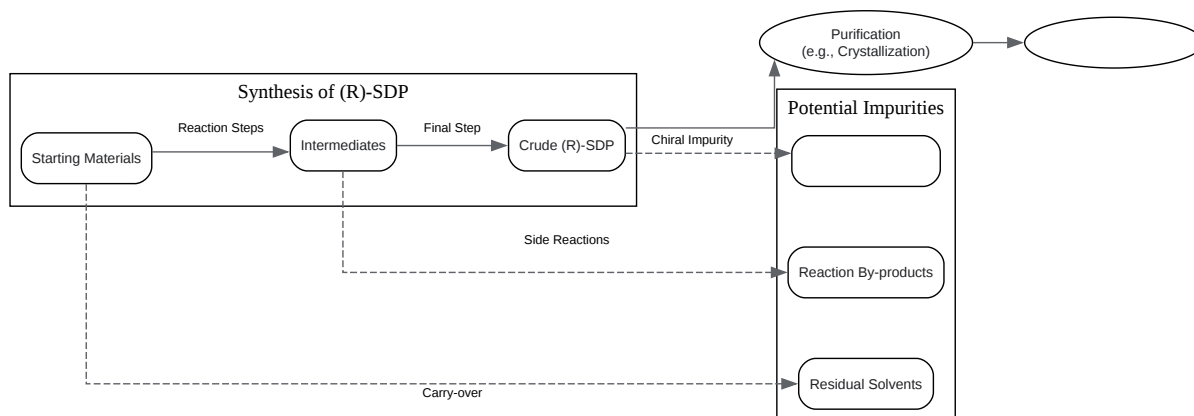 Purification
(e.g., Crystallization)
Synthesis of (R)-SDP
Potential Impurities
Reaction Steps
Final Step
Chiral Impurity
Starting Materials
Intermediates
Crude (R)-SDP
Side Reactions
Reaction By-products
Carry-over
Residual Solvents